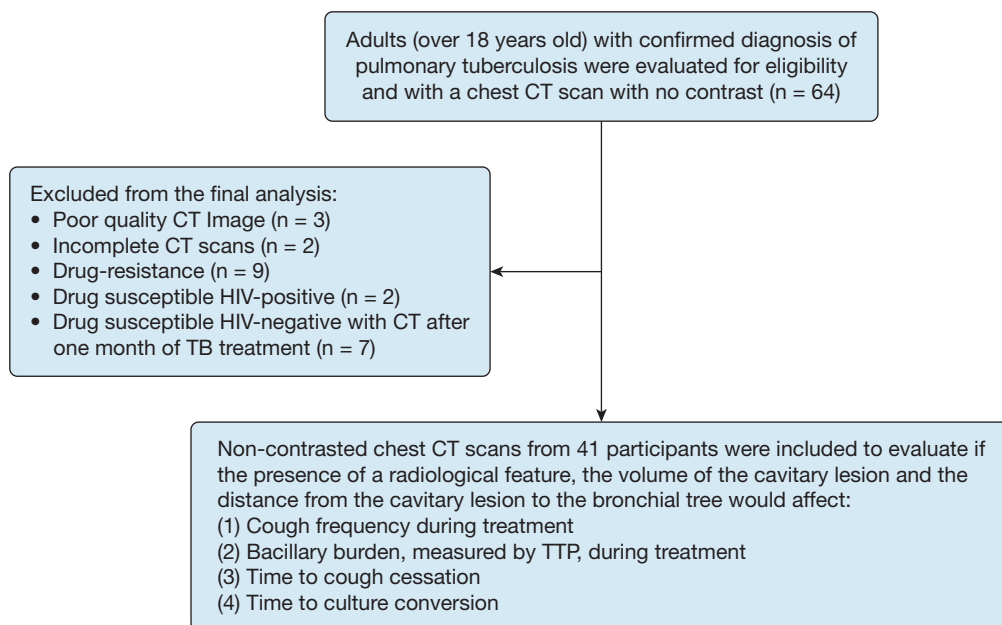 Adults (over 18 years old) with confirmed diagnosis of
pulmonary tuberculosis were evaluated for eligibility
and with a chest CT scan with no contrast (n = 64)
Excluded from the final analysis:
• Poor quality CT Image (n = 3)
• Incomplete CT scans (n = 2)
• Drug-resistance (n = 9)
• Drug susceptible HIV-positive (n = 2)
• Drug susceptible HIV-negative with CT after
one month of TB treatment (n = 7)
Non-contrasted chest CT scans from 41 participants were included to evaluate if
the presence of a radiological feature, the volume of the cavitary lesion and the
distance from the cavitary lesion to the bronchial tree would affect:
(1) Cough frequency during treatment
(2) Bacillary burden, measured by TTP, during treatment
(3) Time to cough cessation
(4) Time to culture conversion